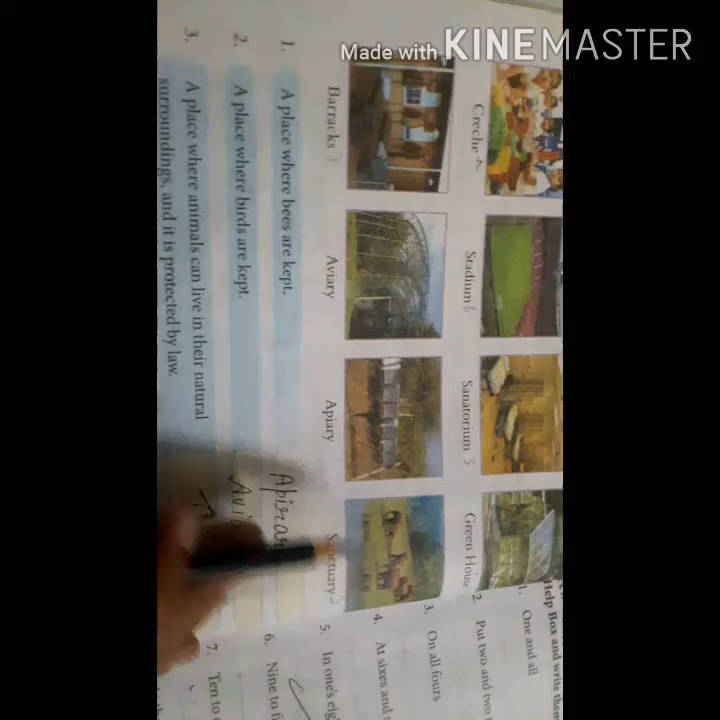 Made with KINEMASTER
Creche
Stadium 6
Sanatorium
Green House
Barracks
Aviary
Apiary
Sanctuary
1. A place where bees are kept.
2. A place where birds are kept.
3. A place where animals can live in their natural
surroundings, and it is protected by law.
Help Box and write them
1. One and all
2. Put two and two
3. On all fours
4. At sixes and
5. In one's
6. Nine to
7. Ten to